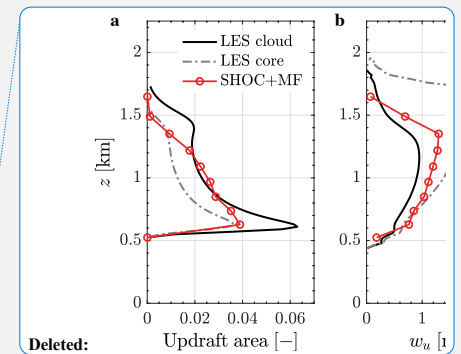 a
b
LES cloud
LES core
SHOC+MF
2
1.5
1
0.5
0
z [km]
0
0.02
0.04
0.06
Updraft area [−]
2
1.5
1
0.5
0
0
1
w_u [
Deleted: